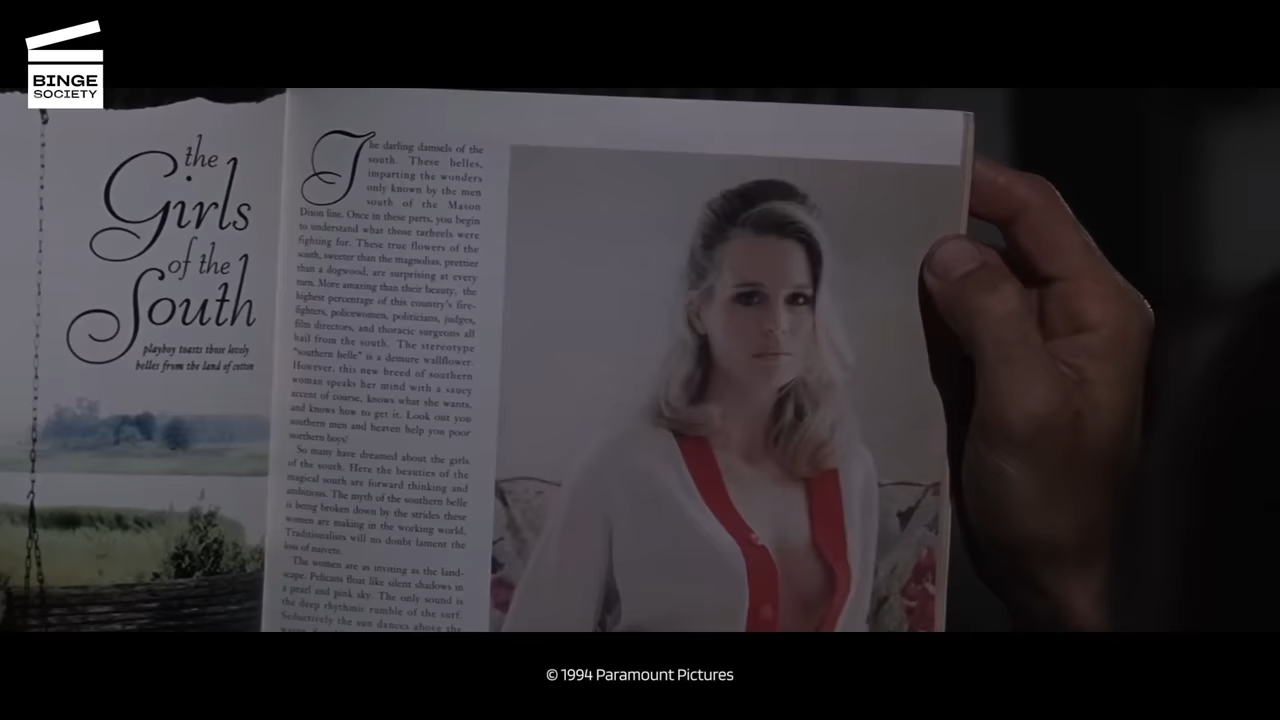 BINGE
SOCIETY
the
Girls
of the
South
playboy toasts those lovely
belles from the land of cotton
The darling damsels of the
south. These belles,
imparting the wonders
only known by the men
south of the Mason
Dixon line. Once in these parts, you begin
to understand what those tarheels were
fighting for. These true flowers of the
south, sweeter than the magnolias, prettier
than a dogwood, are surprising at every
turn. More amazing than their beauty, the
highest percentage of this country's fire-
fighters, policewomen, politicians, judges,
film directors, and thoracic surgeons all
hail from the south. The stereotype
"southern belle" is a demure wallflower.
However, this new breed of southern
woman speaks her mind with a saucy
accent of course, knows what she wants,
and knows how to get it. Look out you
southern men and heaven help you poor
northern boys!
So many have dreamed about the girls
of the south. Here the beauties of the
magical south are forward thinking and
ambitious. The myth of the southern belle
is being broken down by the strides these
women are making in the working world.
Traditionalists will no doubt lament the
loss of naivete.
The women are as inviting as the land-
scape. Pelicans float like silent shadows in
a pearl and pink sky. The only sound is
the deep rhythmic rumble of the surf.
Seductively the sun dances above the
© 1994 Paramount Pictures